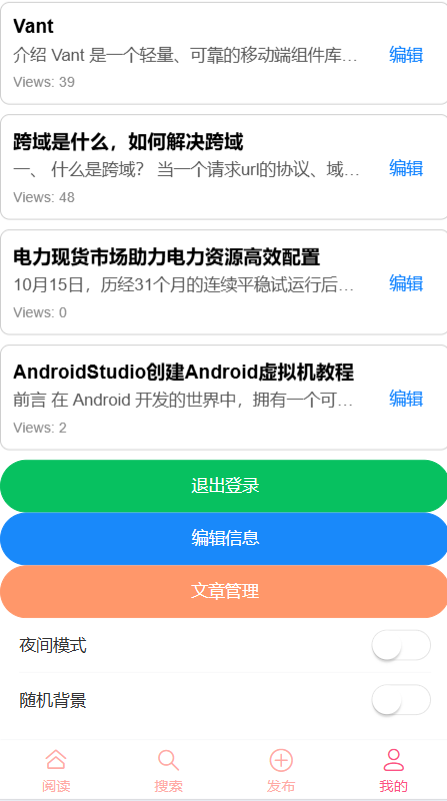 Vant
介绍 Vant 是一个轻量、可靠的移动端组件库…
编辑
Views: 39
跨域是什么，如何解决跨域
一、 什么是跨域？ 当一个请求url的协议、域…
编辑
Views: 48
电力现货市场助力电力资源高效配置
10月15日，历经31个月的连续平稳试运行后…
编辑
Views: 0
AndroidStudio创建Android虚拟机教程
前言 在 Android 开发的世界中，拥有一个可…
编辑
Views: 2
退出登录
编辑信息
文章管理
夜间模式
随机背景
阅读 搜索 发布 我的